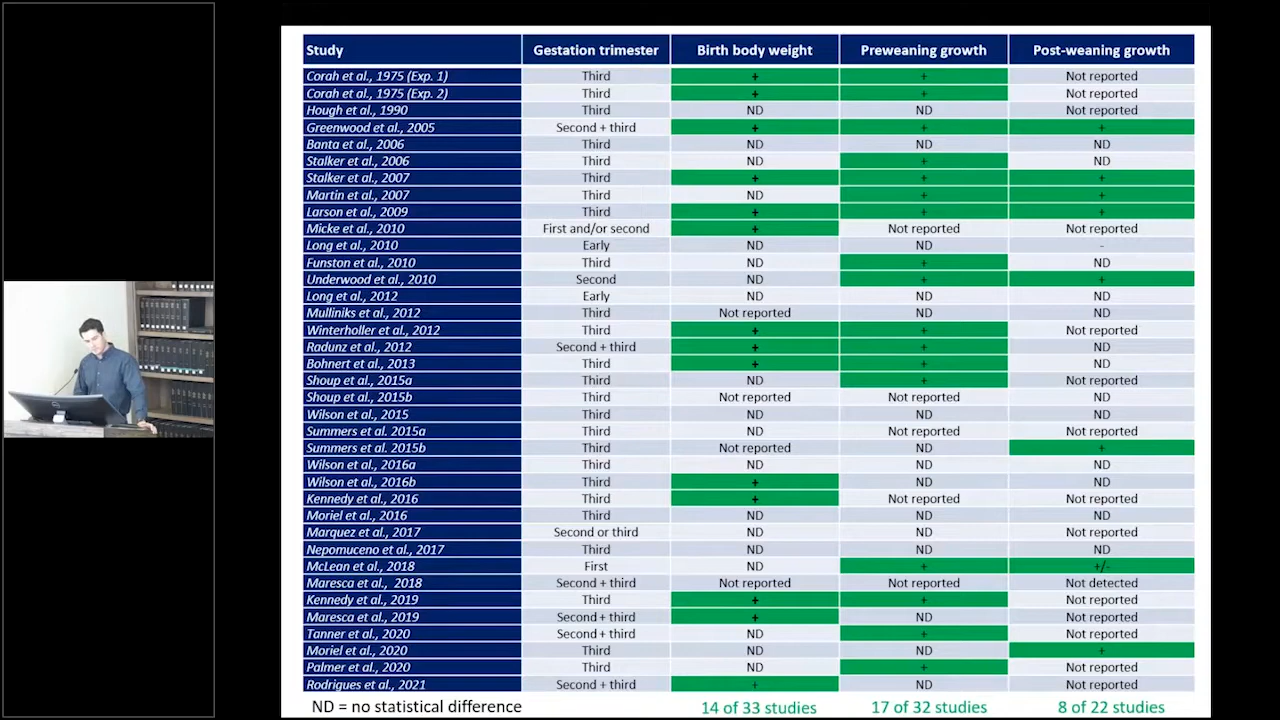 Study Gestation trimester Birth body weight Preweaning growth Post-weaning growth
Corah et al., 1975 (Exp. 1) Third + + Not reported
Corah et al., 1975 (Exp. 2) Third + + Not reported
Hough et al., 1990 Third ND ND Not reported
Greenwood et al., 2005 Second + third + + +
Banta et al., 2006 Third ND ND ND
Stalker et al., 2006 Third ND + ND
Stalker et al., 2007 Third + + +
Martin et al., 2007 Third ND + +
Larson et al., 2009 Third + + +
Micke et al., 2010 First and/or second + Not reported Not reported
Long et al., 2010 Early ND ND -
Funston et al., 2010 Third ND + ND
Underwood et al., 2010 Second ND + +
Long et al., 2012 Early ND ND ND
Mulliniks et al., 2012 Third Not reported ND ND
Winterholler et al., 2012 Third + + Not reported
Radunz et al., 2012 Second + third + + ND
Bohnert et al., 2013 Third + + ND
Shoup et al., 2015a Third ND + Not reported
Shoup et al., 2015b Third Not reported Not reported ND
Wilson et al., 2015 Third ND ND ND
Summers et al. 2015a Third ND Not reported Not reported
Summers et al. 2015b Third Not reported ND +
Wilson et al., 2016a Third ND ND ND
Wilson et al., 2016b Third + ND ND
Kennedy et al., 2016 Third + Not reported Not reported
Moriel et al., 2016 Third ND ND ND
Marquez et al., 2017 Second or third ND ND Not reported
Nepomuceno et al., 2017 Third ND ND ND
McLean et al., 2018 First ND + +/-
Maresca et al., 2018 Second + third Not reported Not reported Not detected
Kennedy et al., 2019 Third + + Not reported
Maresca et al., 2019 Second + third + ND Not reported
Tanner et al., 2020 Second + third ND + Not reported
Moriel et al., 2020 Third ND ND +
Palmer et al., 2020 Third ND + Not reported
Rodrigues et al., 2021 Second + third + ND Not reported
ND = no statistical difference 14 of 33 studies 17 of 32 studies 8 of 22 studies